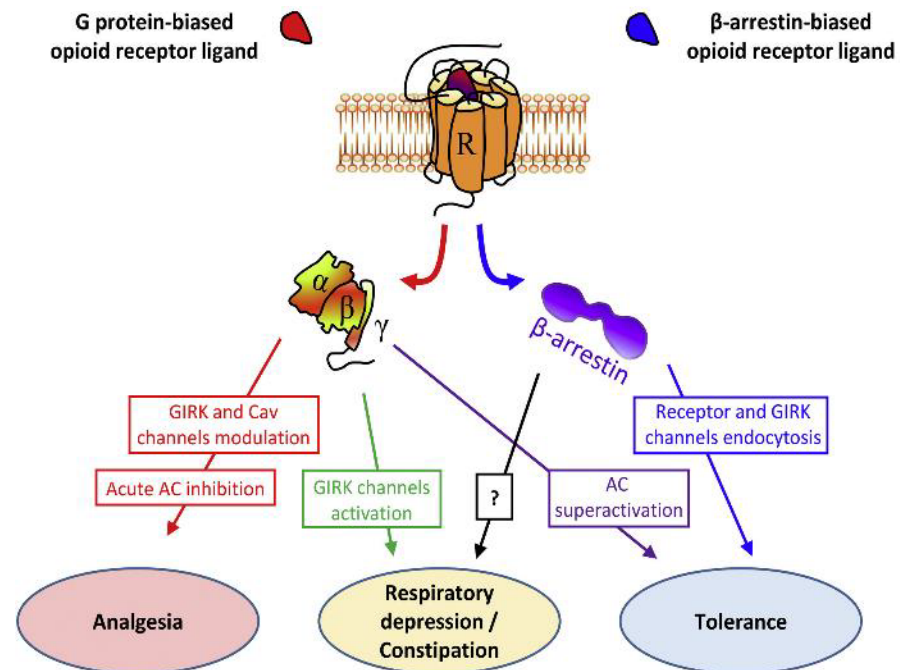 G protein-biased
opioid receptor ligand
β-arrestin-biased
opioid receptor ligand
R
α
β
γ
β-arrestin
GIRK and Cav
channels modulation
Receptor and GIRK
channels endocytosis
Acute AC inhibition
GIRK channels
activation
?
AC
superactivation
Analgesia
Respiratory
depression /
Constipation
Tolerance